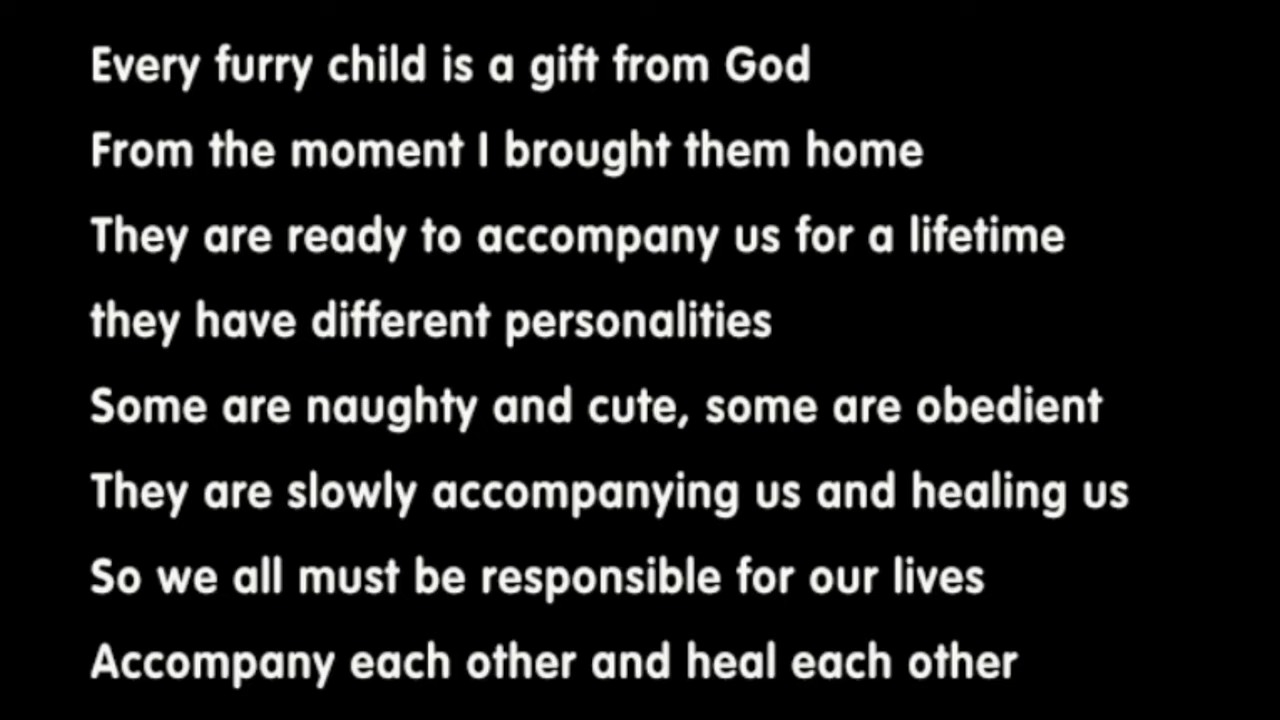 Every furry child is a gift from God
From the moment I brought them home
They are ready to accompany us for a lifetime
they have different personalities
Some are naughty and cute, some are obedient
They are slowly accompanying us and healing us
So we all must be responsible for our lives
Accompany each other and heal each other